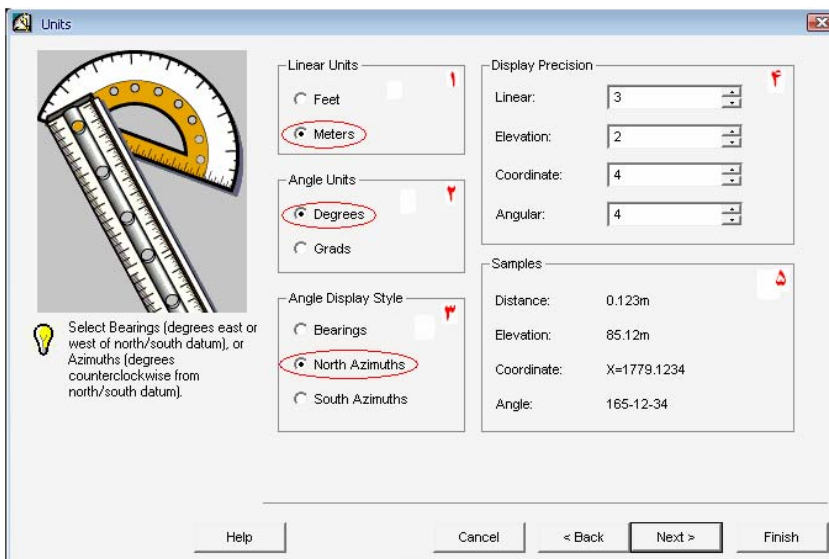 Units
Linear Units
۱
Feet
Meters
Angle Units
۲
Degrees
Grads
Angle Display Style
۳
Bearings
North Azimuths
South Azimuths
Display Precision
۴
Linear:
3
Elevation:
2
Coordinate:
4
Angular:
4
Samples
۵
Distance:
0.123m
Elevation:
85.12m
Coordinate:
X=1779.1234
Angle:
165-12-34
Select Bearings (degrees east or
west of north/south datum), or
Azimuths (degrees
counterclockwise from
north/south datum).
Help
Cancel
< Back
Next >
Finish